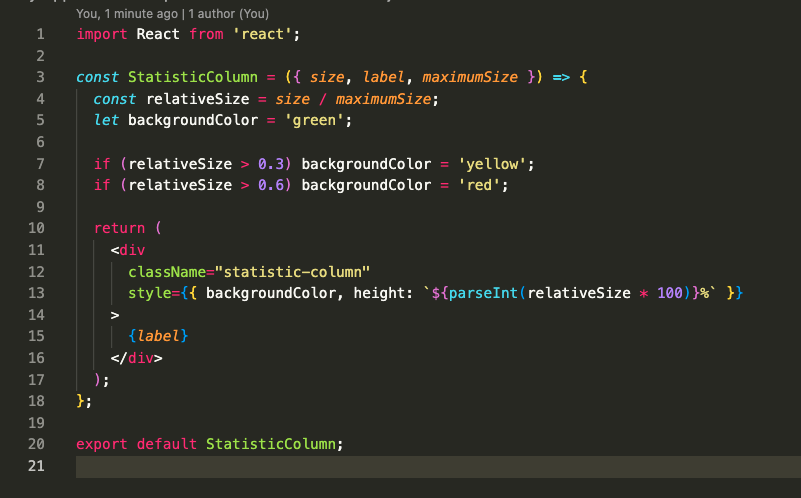 You, 1 minute ago | 1 author (You)
1 import React from 'react';
2
3 const StatisticColumn = ({ size, label, maximumSize }) => {
4   const relativeSize = size / maximumSize;
5   let backgroundColor = 'green';
6
7   if (relativeSize > 0.3) backgroundColor = 'yellow';
8   if (relativeSize > 0.6) backgroundColor = 'red';
9
10   return (
11     <div
12       className="statistic-column"
13       style={{ backgroundColor, height: `${parseInt(relativeSize * 100)}%` }}
14     >
15       {label}
16     </div>
17   );
18 };
19
20 export default StatisticColumn;
21